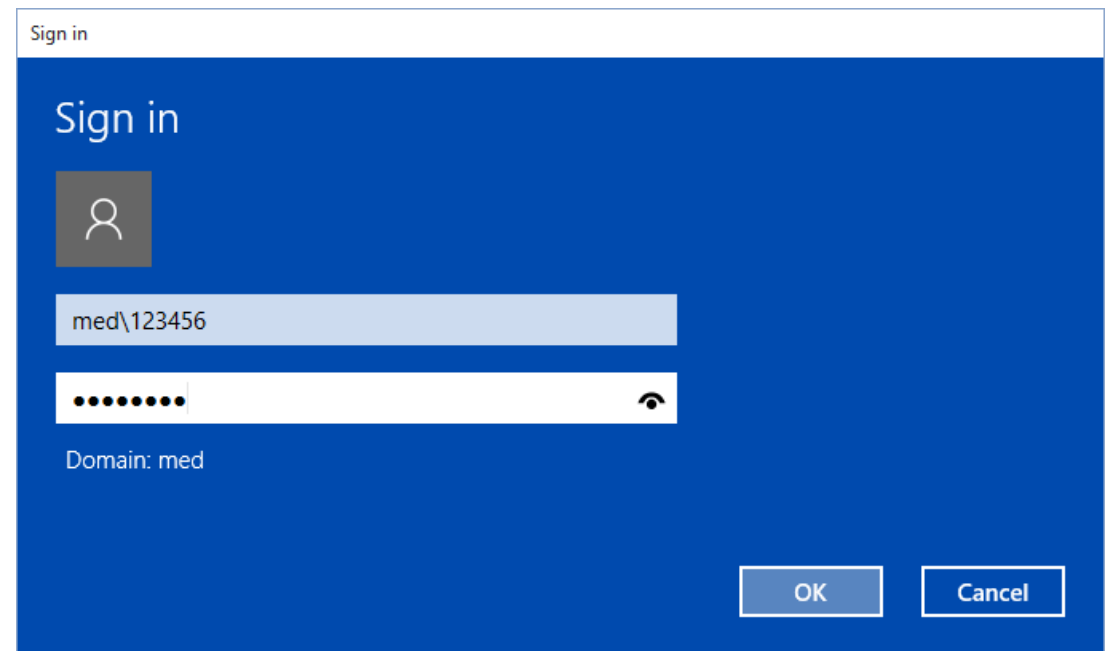 Sign in
Sign in
med\123456
••••••••
Domain: med
OK
Cancel